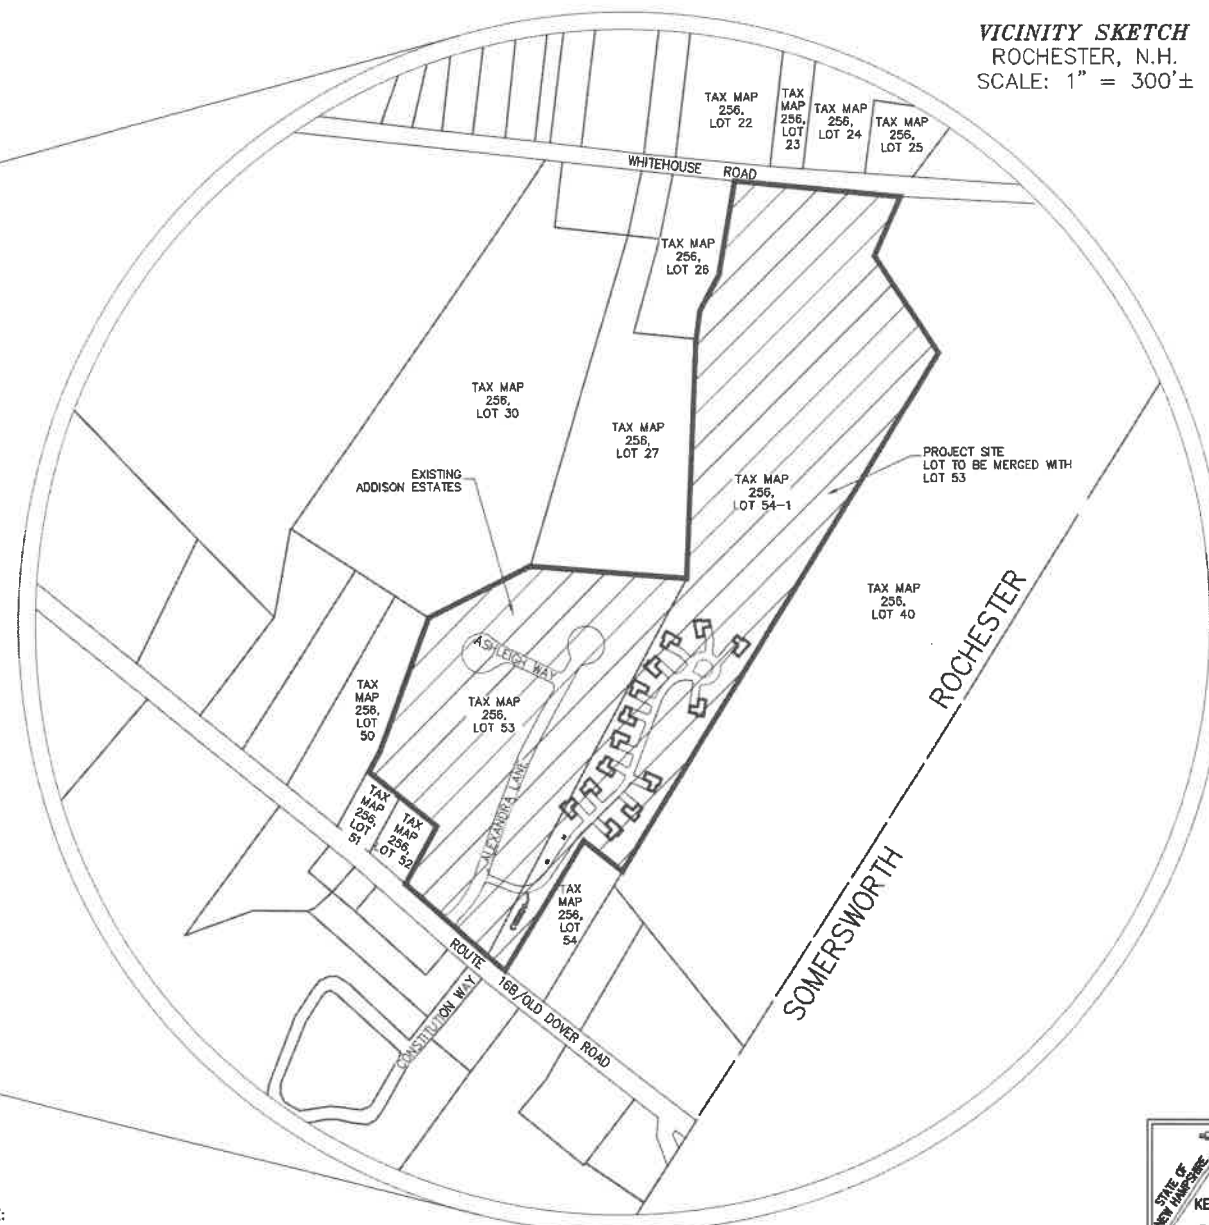 VICINITY SKETCH
ROCHESTER, N.H.
SCALE: 1" = 300'±
TAX MAP
256,
LOT 22
TAX
MAP
256,
LOT
23
TAX MAP
256,
LOT 24
TAX MAP
256,
LOT 25
WHITEHOUSE ROAD
TAX MAP
256,
LOT 26
TAX MAP
256,
LOT 30
TAX MAP
256,
LOT 27
EXISTING
ADDISON ESTATES
TAX MAP
256,
LOT 54-1
PROJECT SITE
LOT TO BE MERGED WITH
LOT 53
TAX MAP
256,
LOT 40
ROCHESTER
SOMERSWORTH
ASHLEIGH WAY
TAX MAP
256,
LOT 53
TAX
MAP
256,
LOT
50
ALEXANDRA LANE
TAX
MAP
256,
LOT
51
TAX
MAP
256,
LOT 52
TAX
MAP
256,
LOT
54
ROUTE 16B/OLD DOVER ROAD
CONSTITUTION WAY
STATE OF
NEW HAMPSHIRE
KE